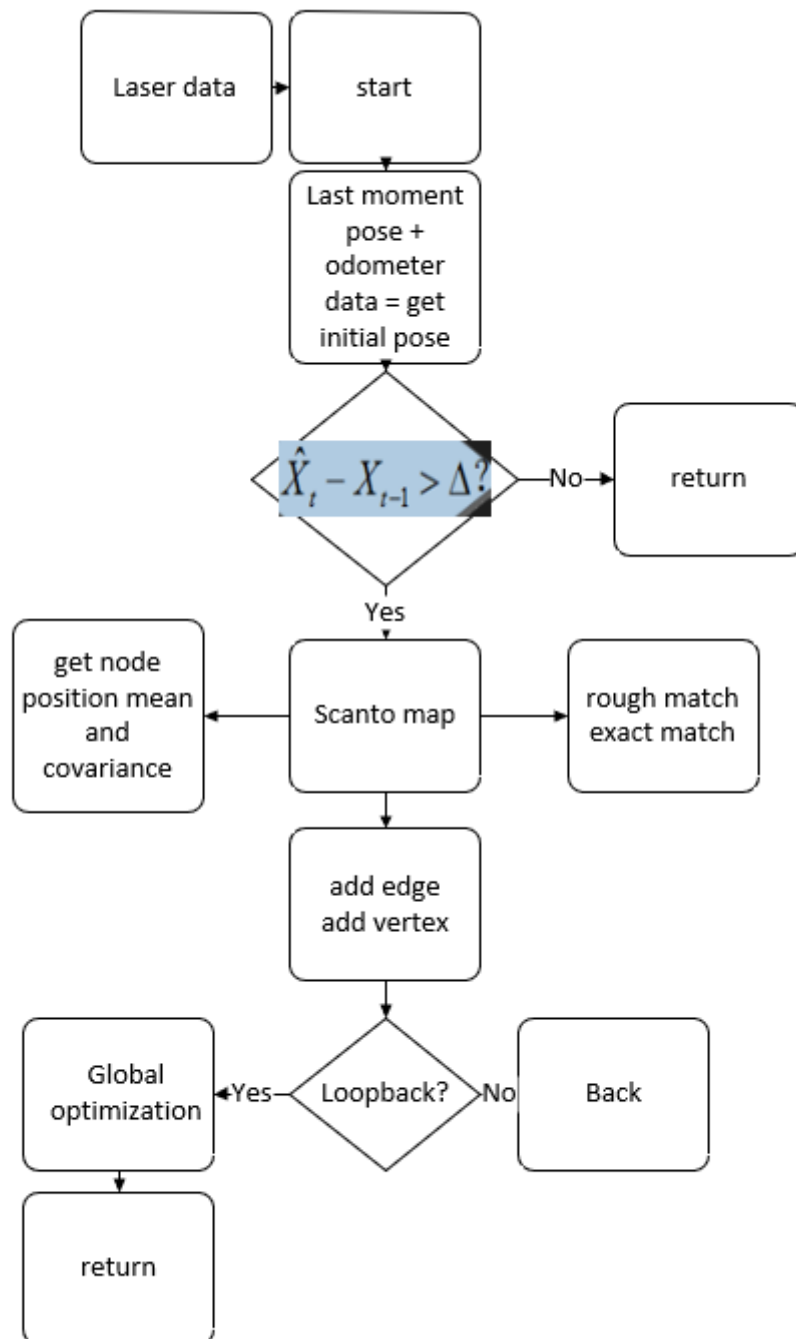 Laser data
start
Last moment
pose +
odometer
data = get
initial pose
X̂_t − X_{t−1} > Δ?
No
return
Yes
get node
position mean
and
covariance
Scanto map
rough match
exact match
add edge
add vertex
Global
optimization
Yes
Loopback?
No
Back
return